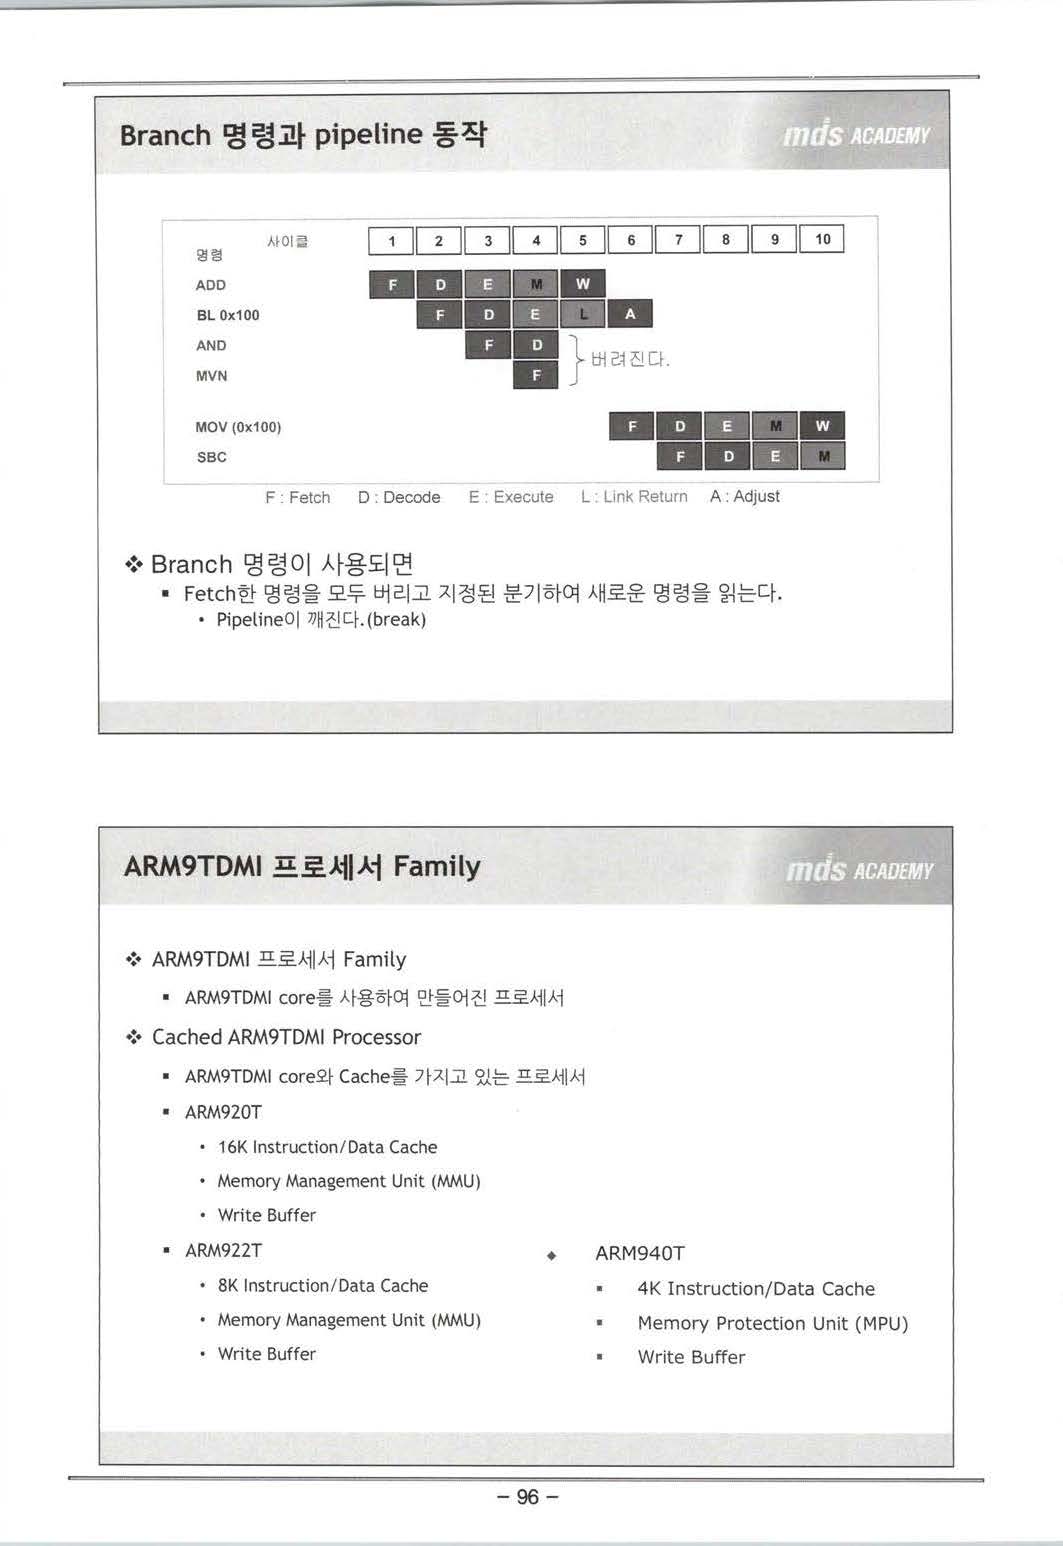 Branch 명령과 pipeline 동작
mds ACADEMY
사이클 1 2 3 4 5 6 7 8 9 10
명령
ADD F D E M W
BL 0x100 F D E L A
AND F D
버려진다.
MVN F
MOV (0x100) F D E M W
SBC F D E M
F : Fetch D : Decode E : Execute L : Link Return A : Adjust
❖ Branch 명령이 사용되면
▪ Fetch한 명령을 모두 버리고 지정된 분기하여 새로운 명령을 읽는다.
• Pipeline이 깨진다.(break)
ARM9TDMI 프로세서 Family
mds ACADEMY
❖ ARM9TDMI 프로세서 Family
▪ ARM9TDMI core를 사용하여 만들어진 프로세서
❖ Cached ARM9TDMI Processor
▪ ARM9TDMI core와 Cache를 가지고 있는 프로세서
▪ ARM920T
• 16K Instruction/Data Cache
• Memory Management Unit (MMU)
• Write Buffer
▪ ARM922T
• 8K Instruction/Data Cache
• Memory Management Unit (MMU)
• Write Buffer
◆ ARM940T
▪ 4K Instruction/Data Cache
▪ Memory Protection Unit (MPU)
▪ Write Buffer
– 96 –